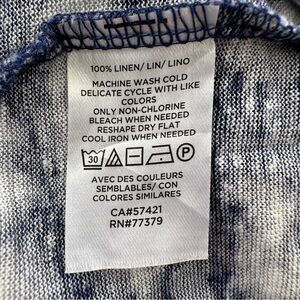 100% LINEN/ LIN/ LINO
MACHINE WASH COLD
DELICATE CYCLE WITH LIKE
COLORS
ONLY NON-CHLORINE
BLEACH WHEN NEEDED
RESHAPE DRY FLAT
COOL IRON WHEN NEEDED
30 P
AVEC DES COULEURS
SEMBLABLES/ CON
COLORES SIMILARES
CA#57421
RN#77379